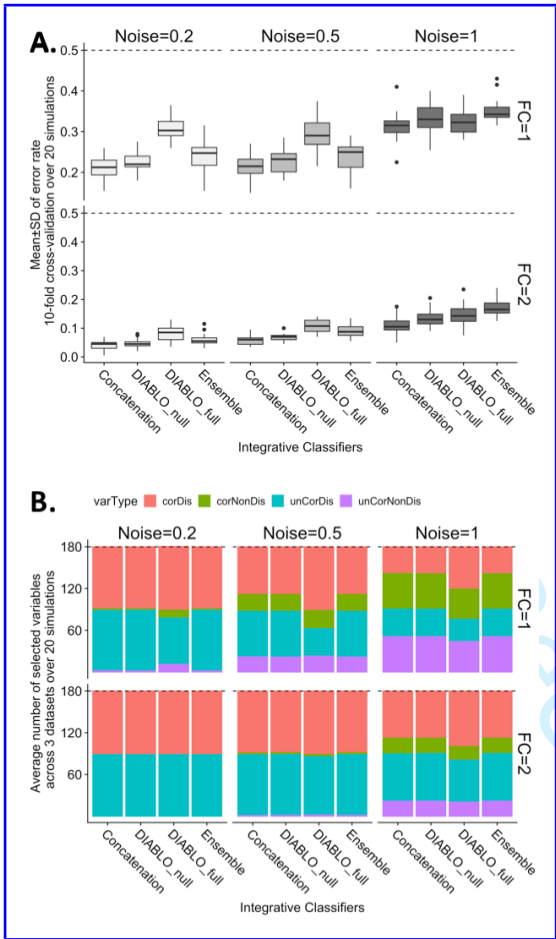 A.
Noise=0.2 Noise=0.5 Noise=1
Mean±SD of error rate
10-fold cross-validation over 20 simulations
0.5
0.4
0.3
0.2
FC=1
0.5
0.4
0.3
0.2
0.1
0.0
FC=2
Concatenation DIABLO_null DIABLO_full Ensemble Concatenation DIABLO_null DIABLO_full Ensemble Concatenation DIABLO_null DIABLO_full Ensemble
Integrative Classifiers
B.
varType corDis corNonDis unCorDis unCorNonDis
Noise=0.2 Noise=0.5 Noise=1
Average number of selected variables
across 3 datasets over 20 simulations
180
120
60
FC=1
180
120
60
FC=2
Concatenation DIABLO_null DIABLO_full Ensemble Concatenation DIABLO_null DIABLO_full Ensemble Concatenation DIABLO_null DIABLO_full Ensemble
Integrative Classifiers